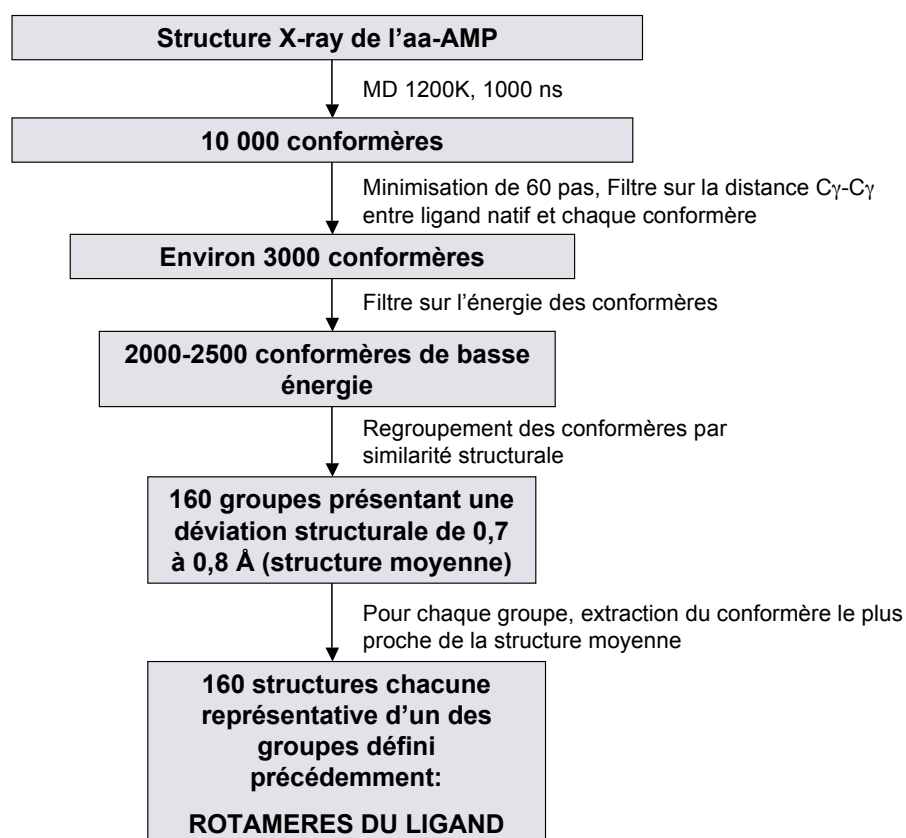 Structure X-ray de l’aa-AMP
MD 1200K, 1000 ns
10 000 conformères
Minimisation de 60 pas, Filtre sur la distance Cγ-Cγ
entre ligand natif et chaque conformère
Environ 3000 conformères
Filtre sur l’énergie des conformères
2000-2500 conformères de basse
énergie
Regroupement des conformères par
similarité structurale
160 groupes présentant une
déviation structurale de 0,7
à 0,8 Å (structure moyenne)
Pour chaque groupe, extraction du conformère le plus
proche de la structure moyenne
160 structures chacune
représentative d’un des
groupes défini
précédemment:
ROTAMERES DU LIGAND